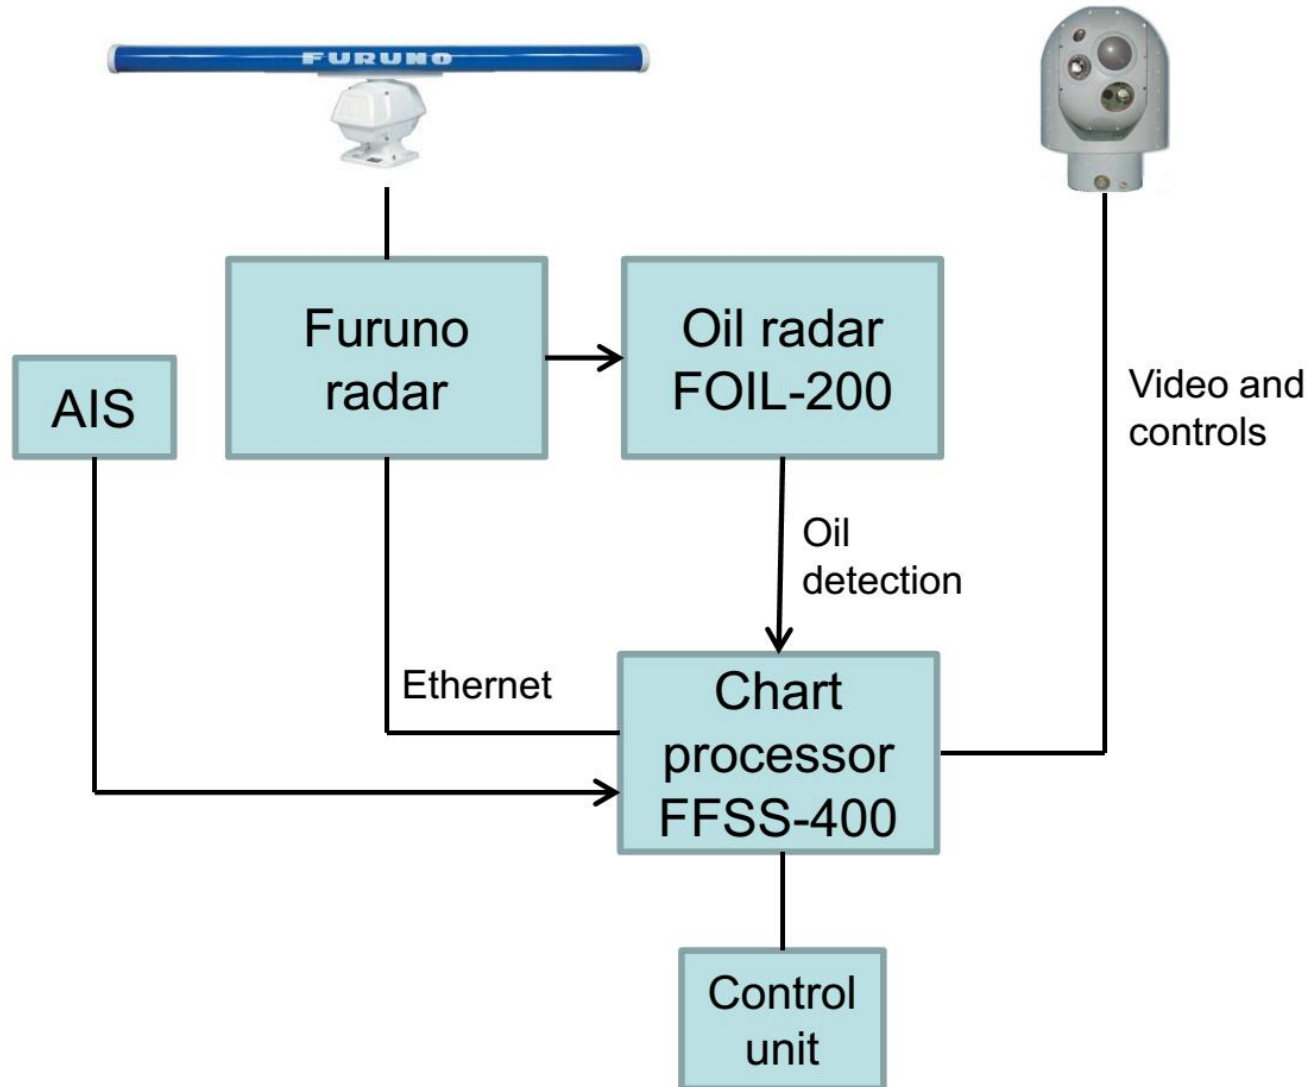 FURUNO
Furuno
radar
Oil radar
FOIL-200
AIS
Video and
controls
Oil
detection
Ethernet
Chart
processor
FFSS-400
Control
unit